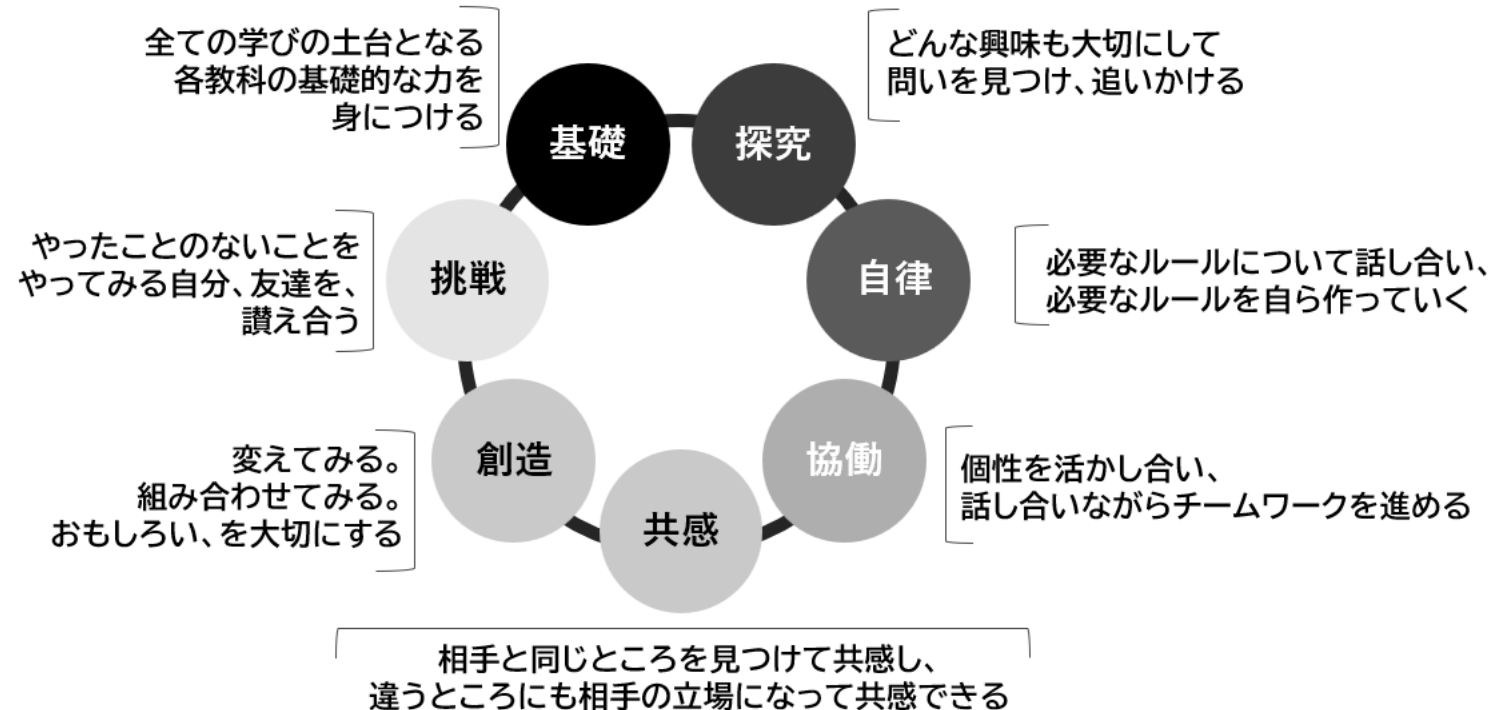 全ての学びの土台となる
各教科の基礎的な力を
身につける
基礎
どんな興味も大切にして
問いを見つけ、追いかける
探究
必要なルールについて話し合い、
必要なルールを自ら作っていく
自律
個性を活かし合い、
話し合いながらチームワークを進める
協働
相手と同じところを見つけて共感し、
違うところにも相手の立場になって共感できる
共感
変えてみる。
組み合わせてみる。
おもしろい、を大切にする
創造
やったことのないことを
やってみる自分、友達を、
讃え合う
挑戦